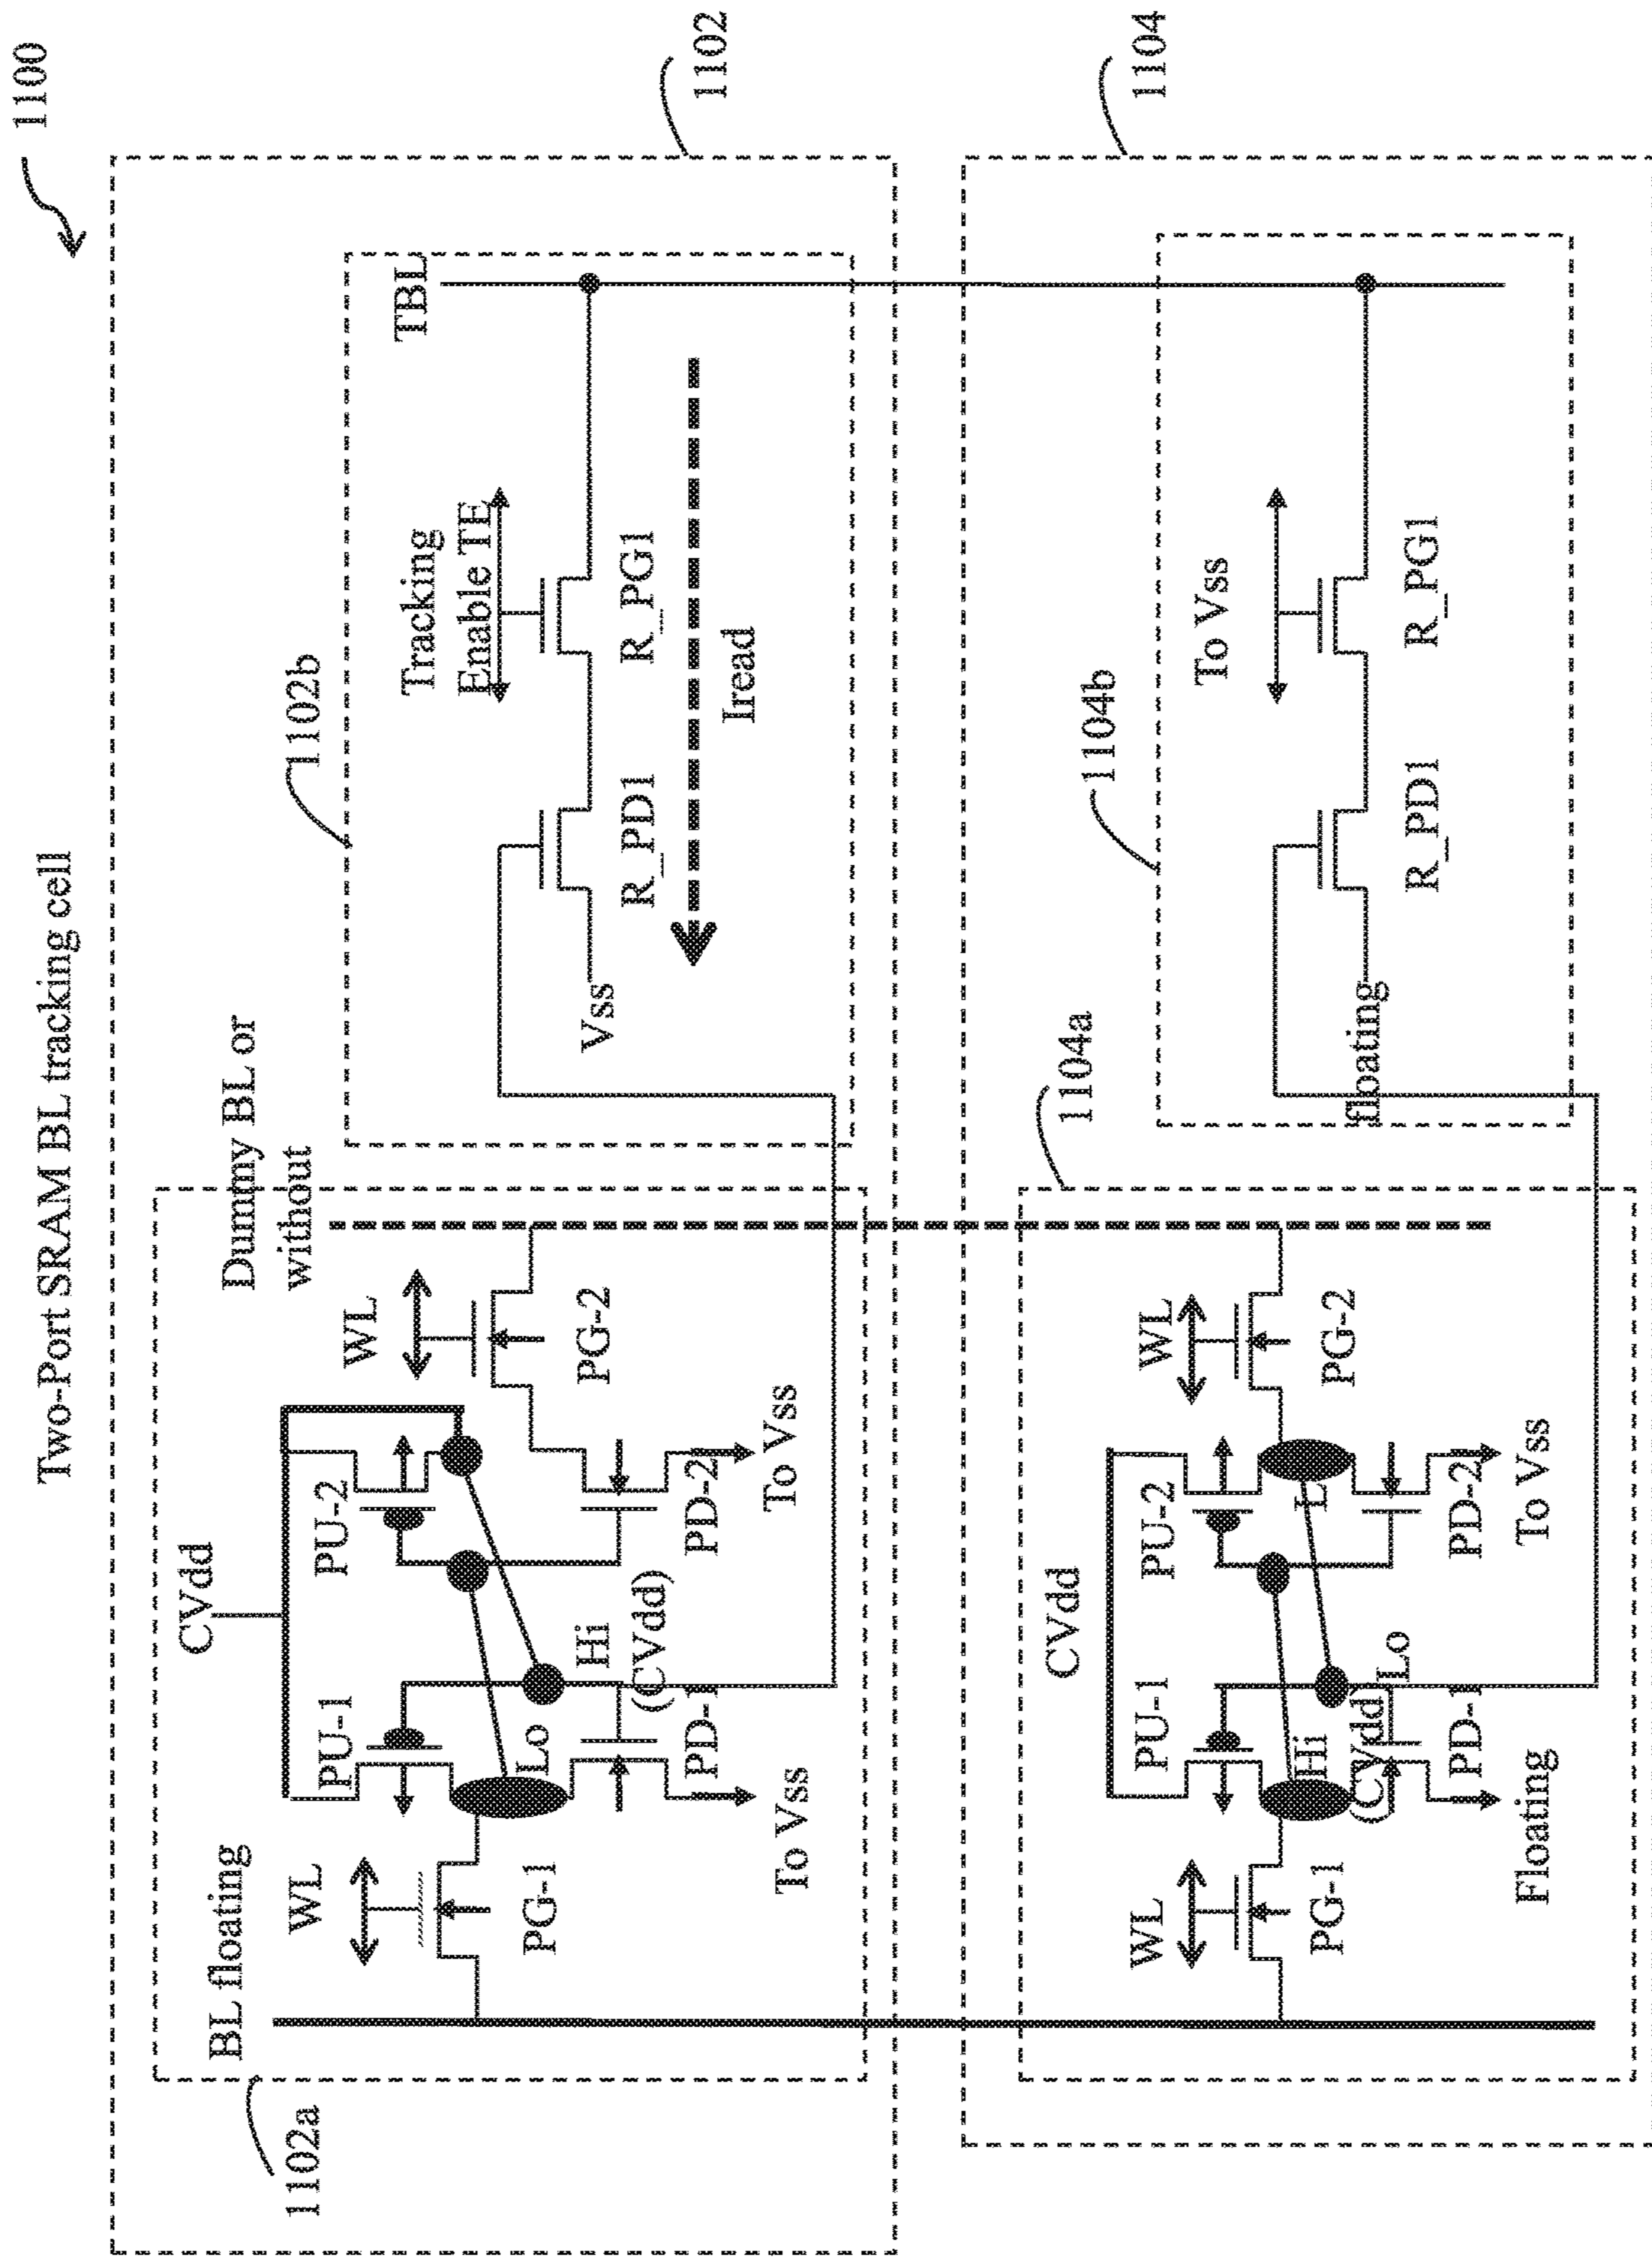 Two-Port SRAM BL tracking cell
1100
1102
1102a
BL floating
WL
PG-1
CVdd
PU-1
PU-2
Lo
Hi
(CVdd)
PD-1
To Vss
PD-2
To Vss
WL
PG-2
Dummy BL or
without
1102b
Vss
R_PD1
Tracking
Enable TE
R_PG1
Iread
TBL
1104
1104a
WL
PG-1
CVdd
PU-1
PU-2
Hi
(CVdd)
Lo
PD-1
Floating
PD-2
To Vss
WL
PG-2
1104b
floating
R_PD1
To Vss
R_PG1